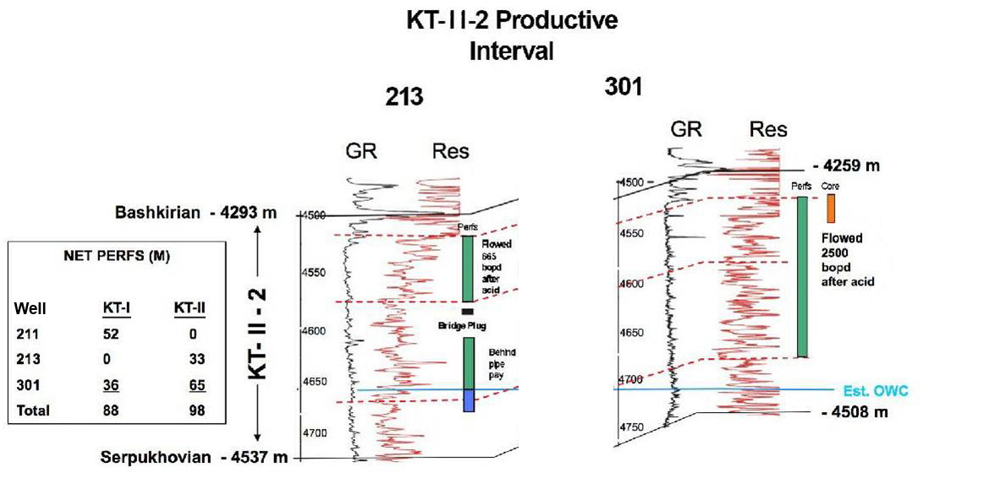 KT-II-2 Productive
Interval
213
301
GR Res
GR Res
Bashkirian - 4293 m
- 4259 m
NET PERFS (M)
Well KT-I KT-II
211 52 0
213 0 33
301 36 65
Total 88 98
KT- II - 2
4500
4550
4600
4650
4700
Perfs
Flowed
665
bopd
after
acid
Bridge Plug
Behind
pipe
pay
Serpukhovian - 4537 m
4500
4550
4600
4650
4700
4750
Perfs Core
Flowed
2500
bopd
after acid
Est. OWC
- 4508 m